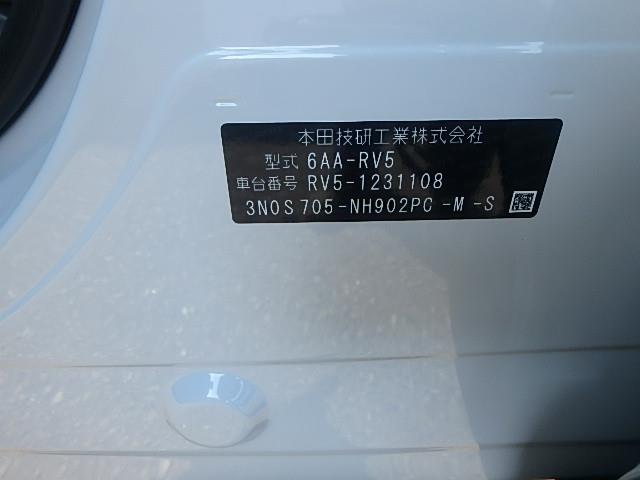 本田技研工業株式会社
型式 6AA-RV5
車台番号 RV5-1231108
3N0S705-NH902PC-M-S